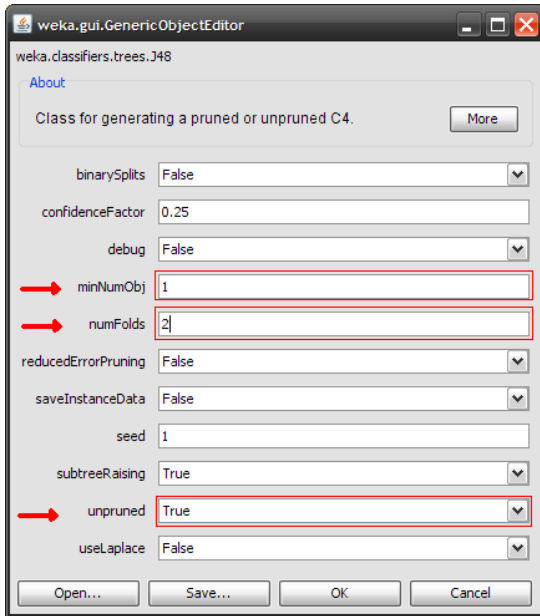 weka.gui.GenericObjectEditor
weka.classifiers.trees.J48
About
Class for generating a pruned or unpruned C4. More
binarySplits False
confidenceFactor 0.25
debug False
minNumObj 1
numFolds 2
reducedErrorPruning False
saveInstanceData False
seed 1
subtreeRaising True
unpruned True
useLaplace False
Open... Save... OK Cancel